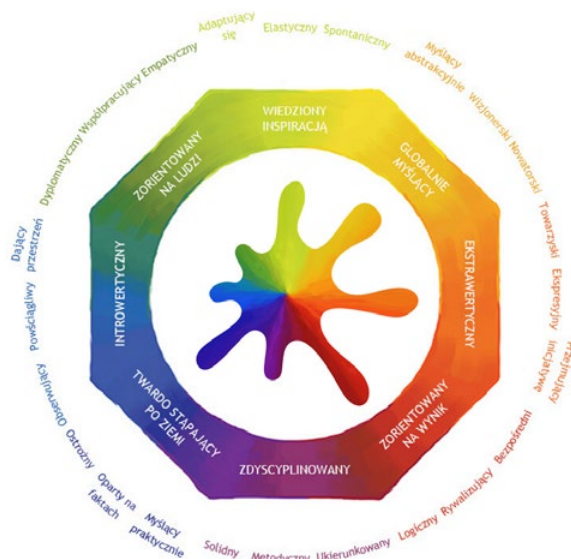 Adaptujący
się
Elastyczny
Spontaniczny
Myślący
abstrakcyjnie
Wizjonerski
Nowatorski
Towarzyski
Ekspresyjny
Przejmujący
inicjatywę
Bezpośredni
Rywalizujący
Logiczny
Ukierunkowany
Metodyczny
Solidny
Myślący
praktycznie
Oparty na
faktach
Ostrożny
Obserwujący
Powściągliwy
Dający
przestrzeń
Dyplomatyczny
Współpracujący
Empatyczny
WIEDZIONY
INSPIRACJĄ
GLOBALNIE
MYŚLĄCY
EKSTRAWERTYCZNY
ZORIENTOWANY
NA WYNIK
ZDYSCYPLINOWANY
TWARDO STĄPAJĄCY
PO ZIEMI
INTROWERTYCZNY
ZORIENTOWANY
NA LUDZI